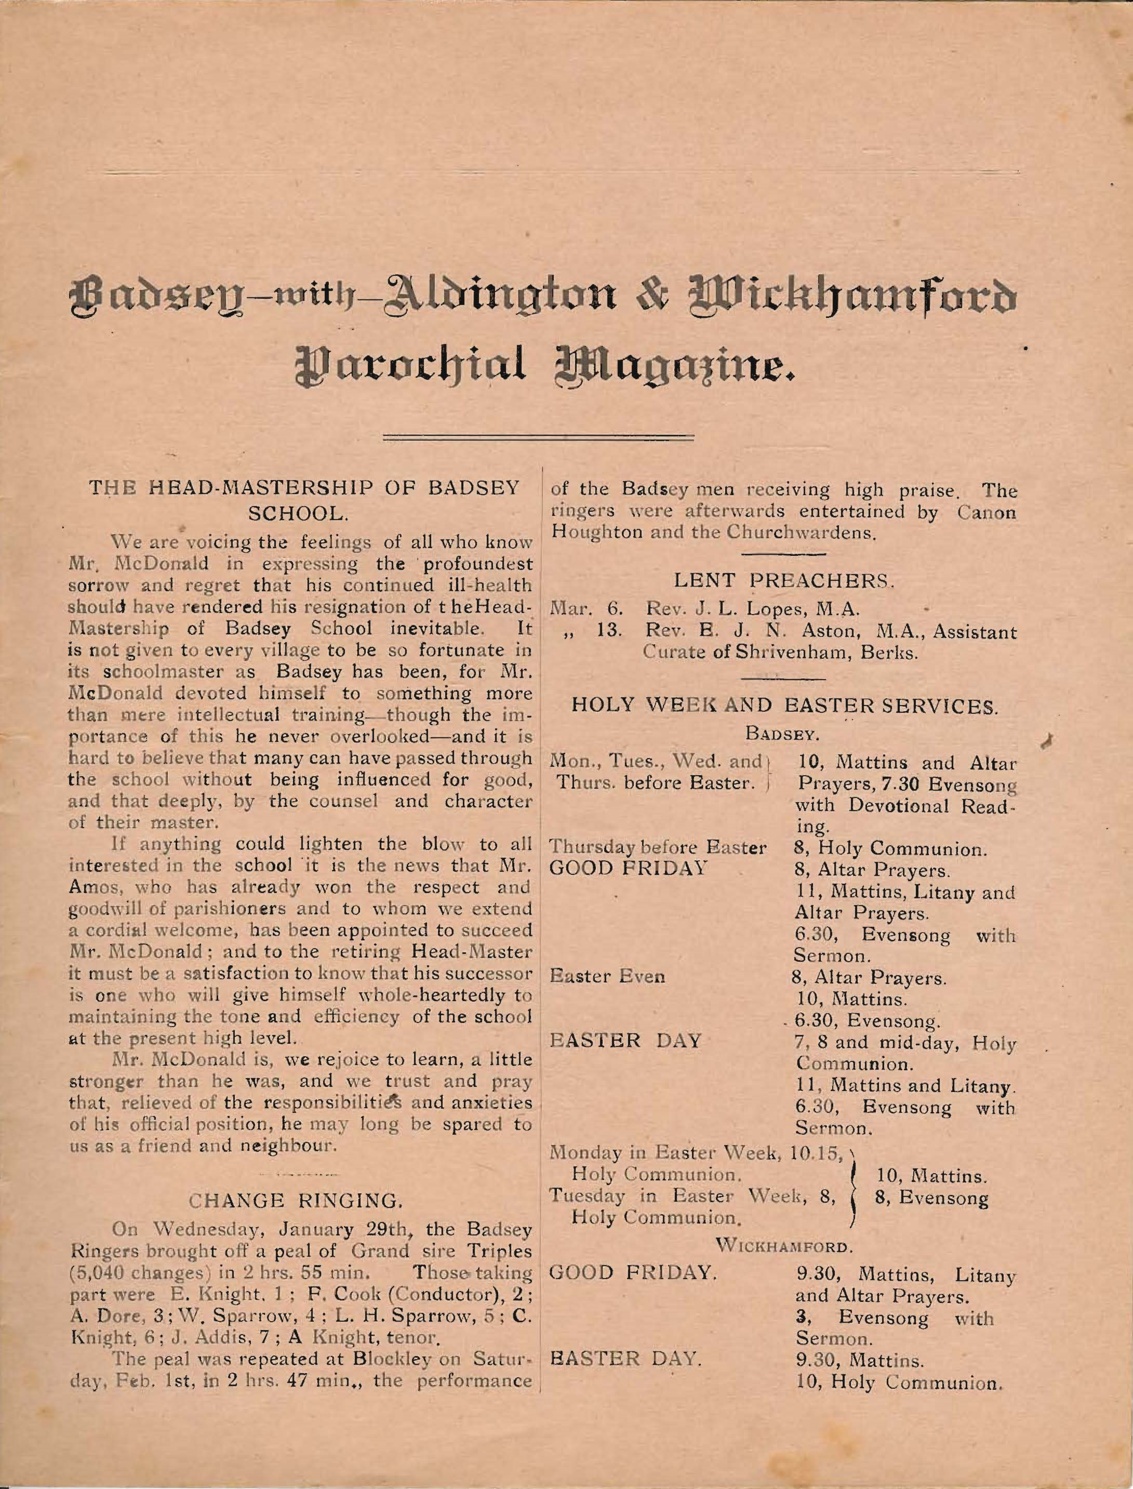 Badsey—with—Aldington & Wickhamford
Parochial Magazine.
THE HEAD-MASTERSHIP OF BADSEY
SCHOOL.
We are voicing the feelings of all who know
Mr. McDonald in expressing the profoundest
sorrow and regret that his continued ill-health
should have rendered his resignation of t heHead-
Mastership of Badsey School inevitable. It
is not given to every village to be so fortunate in
its schoolmaster as Badsey has been, for Mr.
McDonald devoted himself to something more
than mere intellectual training—though the im-
portance of this he never overlooked—and it is
hard to believe that many can have passed through
the school without being influenced for good,
and that deeply, by the counsel and character
of their master.
If anything could lighten the blow to all
interested in the school it is the news that Mr.
Amos, who has already won the respect and
goodwill of parishioners and to whom we extend
a cordial welcome, has been appointed to succeed
Mr. McDonald; and to the retiring Head-Master
it must be a satisfaction to know that his successor
is one who will give himself whole-heartedly to
maintaining the tone and efficiency of the school
at the present high level.
Mr. McDonald is, we rejoice to learn, a little
stronger than he was, and we trust and pray
that, relieved of the responsibilities and anxieties
of his official position, he may long be spared to
us as a friend and neighbour.
CHANGE RINGING.
On Wednesday, January 29th, the Badsey
Ringers brought off a peal of Grand sire Triples
(5,040 changes) in 2 hrs. 55 min. Those taking
part were E. Knight, 1; F. Cook (Conductor), 2;
A. Dore, 3; W. Sparrow, 4; L. H. Sparrow, 5; C.
Knight, 6; J. Addis, 7; A Knight, tenor.
The peal was repeated at Blockley on Satur-
day, Feb. 1st, in 2 hrs. 47 min., the performance
of the Badsey men receiving high praise. The
ringers were afterwards entertained by Canon
Houghton and the Churchwardens.
LENT PREACHERS.
Mar. 6. Rev. J. L. Lopes, M.A.
„ 13. Rev. E. J. N. Aston, M.A., Assistant
Curate of Shrivenham, Berks.
HOLY WEEK AND EASTER SERVICES.
BADSEY.
Mon., Tues., Wed. and } 10, Mattins and Altar
Thurs. before Easter. } Prayers, 7.30 Evensong
with Devotional Read-
ing.
Thursday before Easter 8, Holy Communion.
GOOD FRIDAY 8, Altar Prayers.
11, Mattins, Litany and
Altar Prayers.
6.30, Evensong with
Sermon.
Easter Even 8, Altar Prayers.
10, Mattins.
6.30, Evensong.
EASTER DAY 7, 8 and mid-day, Holy
Communion.
11, Mattins and Litany.
6.30, Evensong with
Sermon.
Monday in Easter Week, 10.15,
Holy Communion. 10, Mattins.
Tuesday in Easter Week, 8, 8, Evensong
Holy Communion.
WICKHAMFORD.
GOOD FRIDAY. 9.30, Mattins, Litany
and Altar Prayers.
3, Evensong with
Sermon.
EASTER DAY. 9.30, Mattins.
10, Holy Communion.